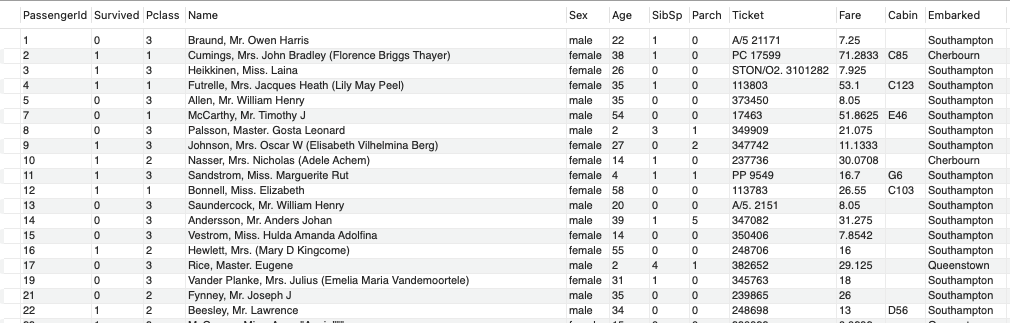 PassengerId Survived Pclass Name Sex Age SibSp Parch Ticket Fare Cabin Embarked
1 0 3 Braund, Mr. Owen Harris male 22 1 0 A/5 21171 7.25 Southampton
2 1 1 Cumings, Mrs. John Bradley (Florence Briggs Thayer) female 38 1 0 PC 17599 71.2833 C85 Cherbourn
3 1 3 Heikkinen, Miss. Laina female 26 0 0 STON/O2. 3101282 7.925 Southampton
4 1 1 Futrelle, Mrs. Jacques Heath (Lily May Peel) female 35 1 0 113803 53.1 C123 Southampton
5 0 3 Allen, Mr. William Henry male 35 0 0 373450 8.05 Southampton
7 0 1 McCarthy, Mr. Timothy J male 54 0 0 17463 51.8625 E46 Southampton
8 0 3 Palsson, Master. Gosta Leonard male 2 3 1 349909 21.075 Southampton
9 1 3 Johnson, Mrs. Oscar W (Elisabeth Vilhelmina Berg) female 27 0 2 347742 11.1333 Southampton
10 1 2 Nasser, Mrs. Nicholas (Adele Achem) female 14 1 0 237736 30.0708 Cherbourn
11 1 3 Sandstrom, Miss. Marguerite Rut female 4 1 1 PP 9549 16.7 G6 Southampton
12 1 1 Bonnell, Miss. Elizabeth female 58 0 0 113783 26.55 C103 Southampton
13 0 3 Saundercock, Mr. William Henry male 20 0 0 A/5. 2151 8.05 Southampton
14 0 3 Andersson, Mr. Anders Johan male 39 1 5 347082 31.275 Southampton
15 0 3 Vestrom, Miss. Hulda Amanda Adolfina female 14 0 0 350406 7.8542 Southampton
16 1 2 Hewlett, Mrs. (Mary D Kingcome) female 55 0 0 248706 16 Southampton
17 0 3 Rice, Master. Eugene male 2 4 1 382652 29.125 Queenstown
19 0 3 Vander Planke, Mrs. Julius (Emelia Maria Vandemoortele) female 31 1 0 345763 18 Southampton
21 0 2 Fynney, Mr. Joseph J male 35 0 0 239865 26 Southampton
22 1 2 Beesley, Mr. Lawrence male 34 0 0 248698 13 D56 Southampton